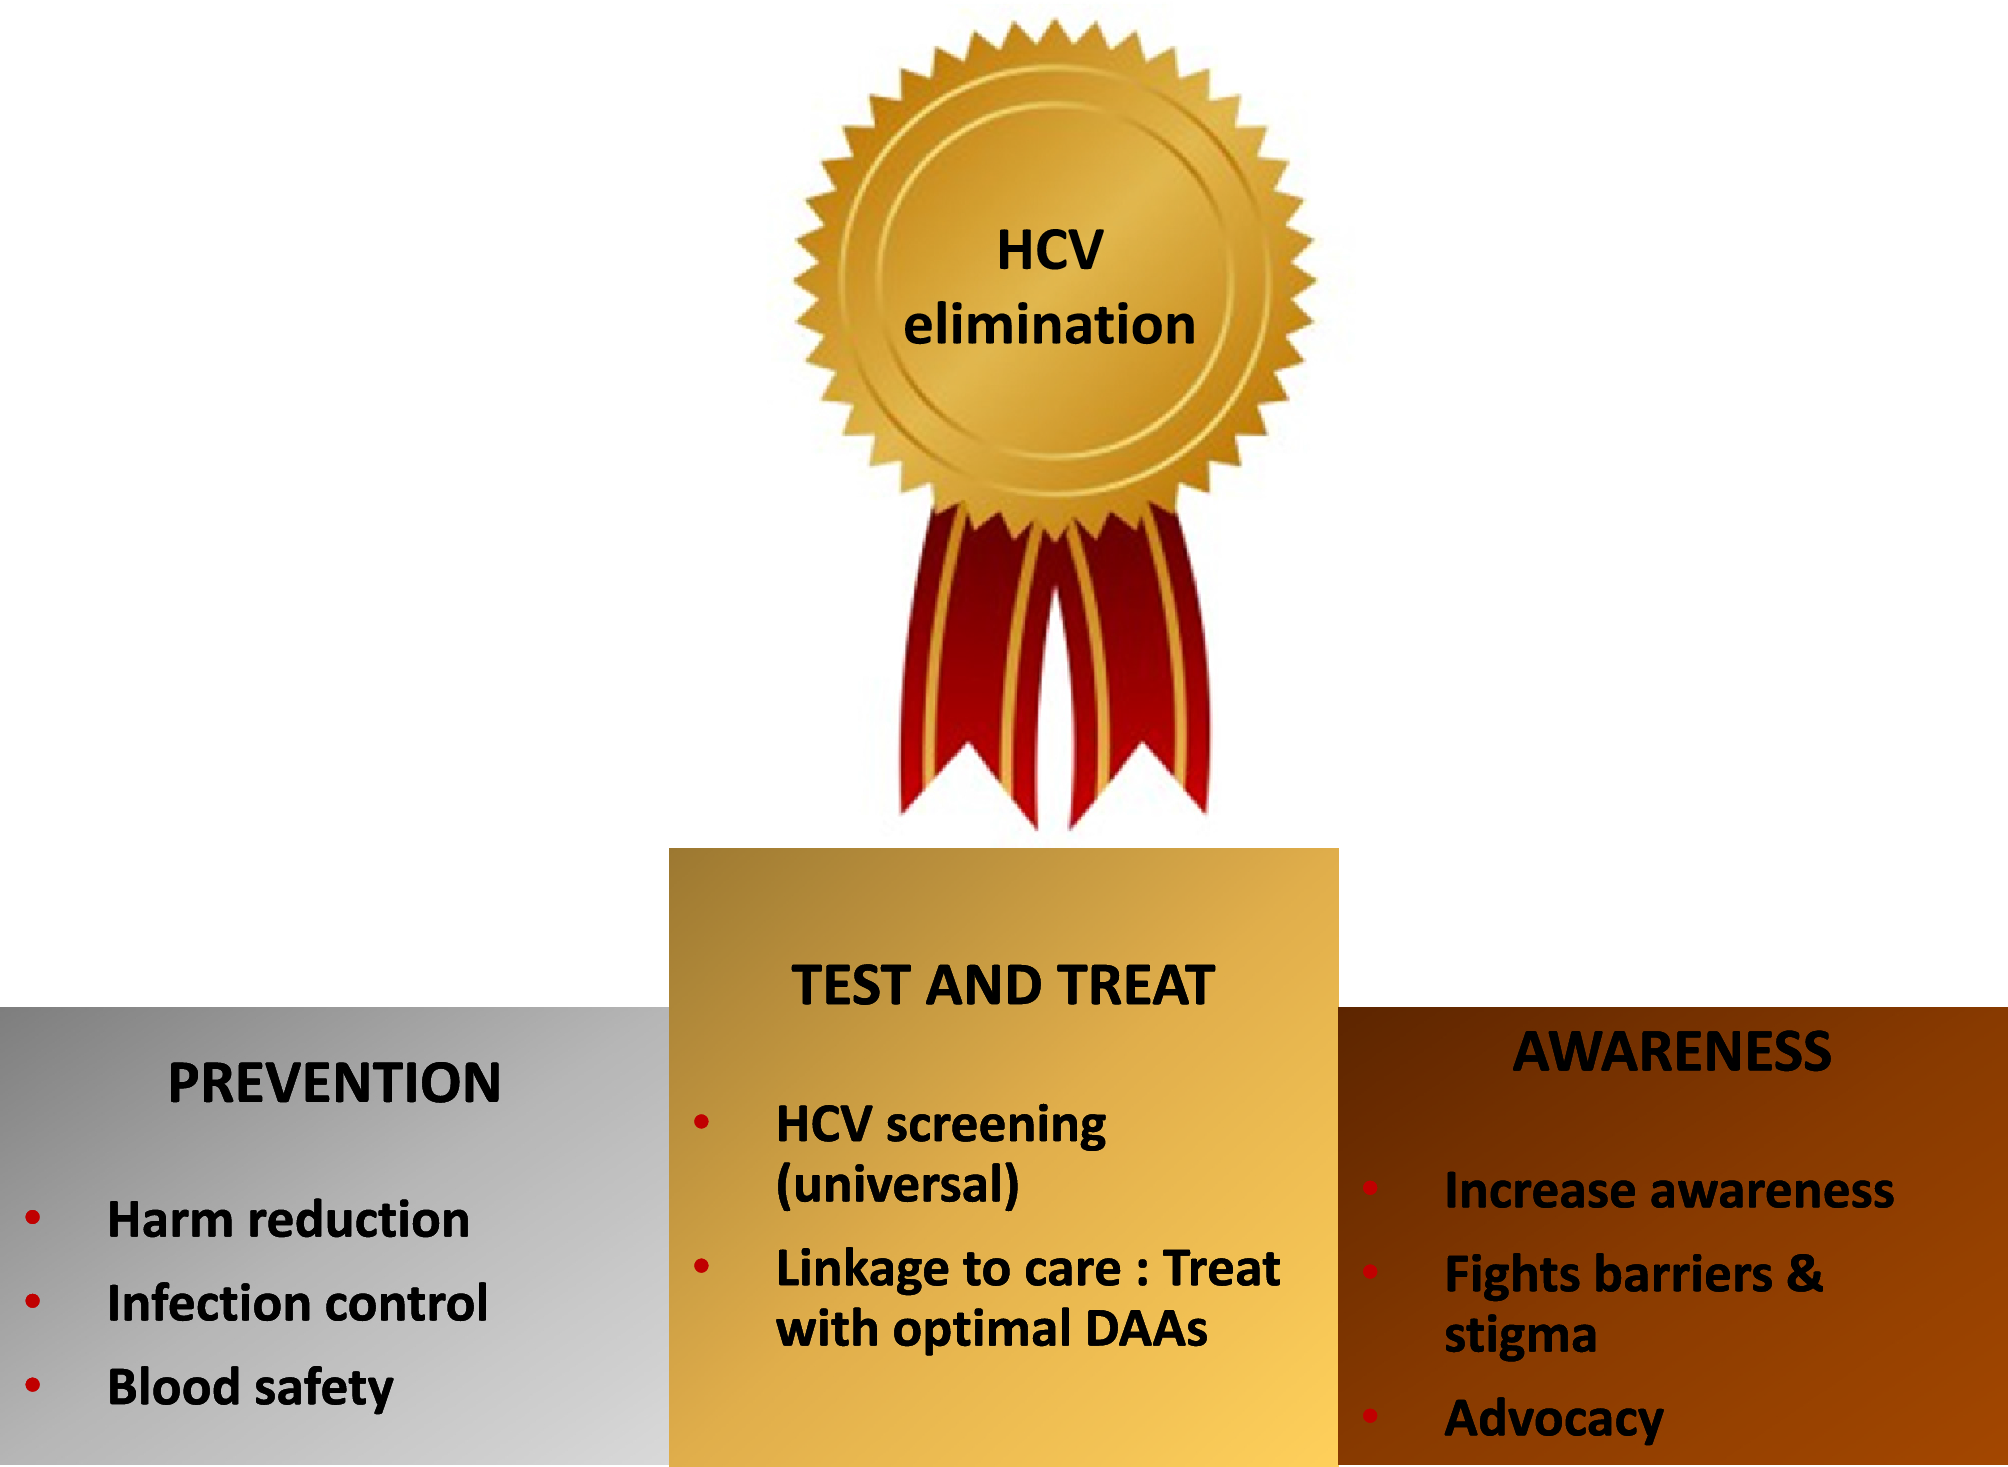 HCV
elimination
PREVENTION
• Harm reduction
• Infection control
• Blood safety
TEST AND TREAT
• HCV screening
(universal)
• Linkage to care : Treat
with optimal DAAs
AWARENESS
• Increase awareness
• Fights barriers &
stigma
• Advocacy